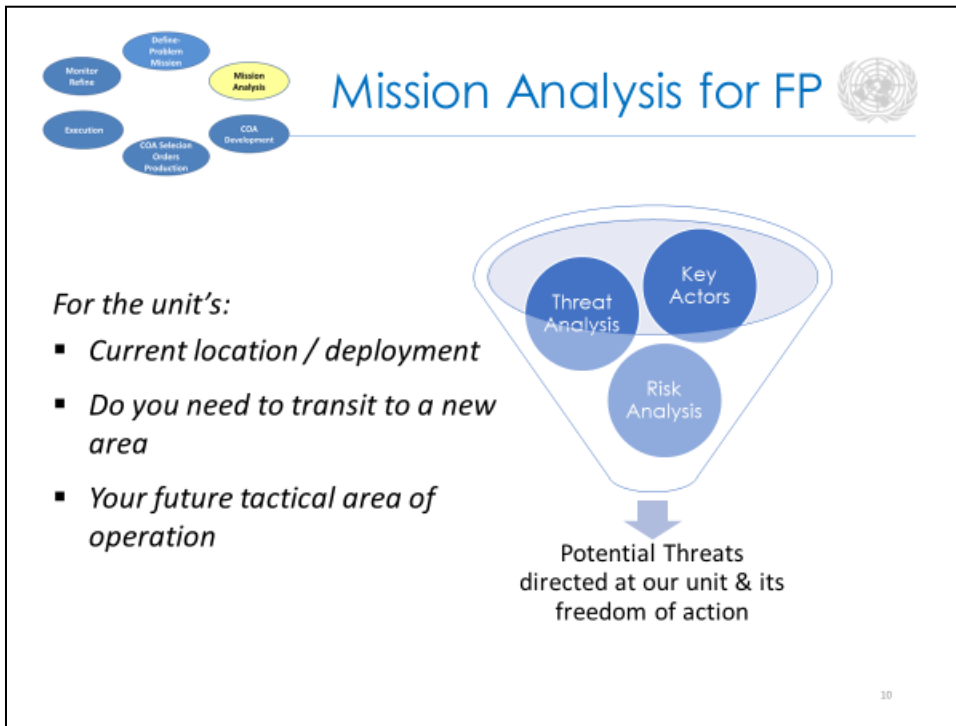 Define-
Problem
Mission
Monitor
Refine
Mission
Analysis
Execution
COA
Development
COA Selecion
Orders
Production
Mission Analysis for FP
For the unit's:
▪ Current location / deployment
▪ Do you need to transit to a new
area
▪ Your future tactical area of
operation
Threat
Analysis
Key
Actors
Risk
Analysis
Potential Threats
directed at our unit & its
freedom of action
10